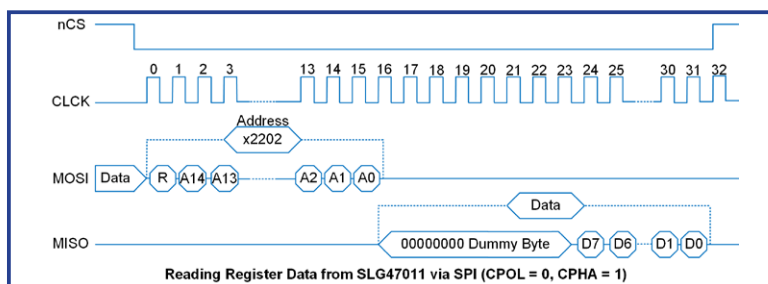 nCS
0 1 2 3 13 14 15 16 17 18 19 20 21 22 23 24 25 30 31 32
CLCK
Address
x2202
MOSI Data R A14 A13 A2 A1 A0
Data
MISO 00000000 Dummy Byte D7 D6 D1 D0
Reading Register Data from SLG47011 via SPI (CPOL = 0, CPHA = 1)